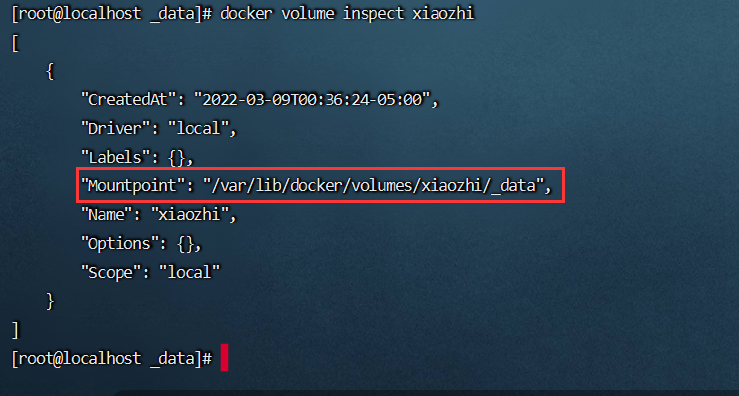 [root@localhost _data]# docker volume inspect xiaozhi
[
    {
        "CreatedAt": "2022-03-09T00:36:24-05:00",
        "Driver": "local",
        "Labels": {},
        "Mountpoint": "/var/lib/docker/volumes/xiaozhi/_data",
        "Name": "xiaozhi",
        "Options": {},
        "Scope": "local"
    }
]
[root@localhost _data]#